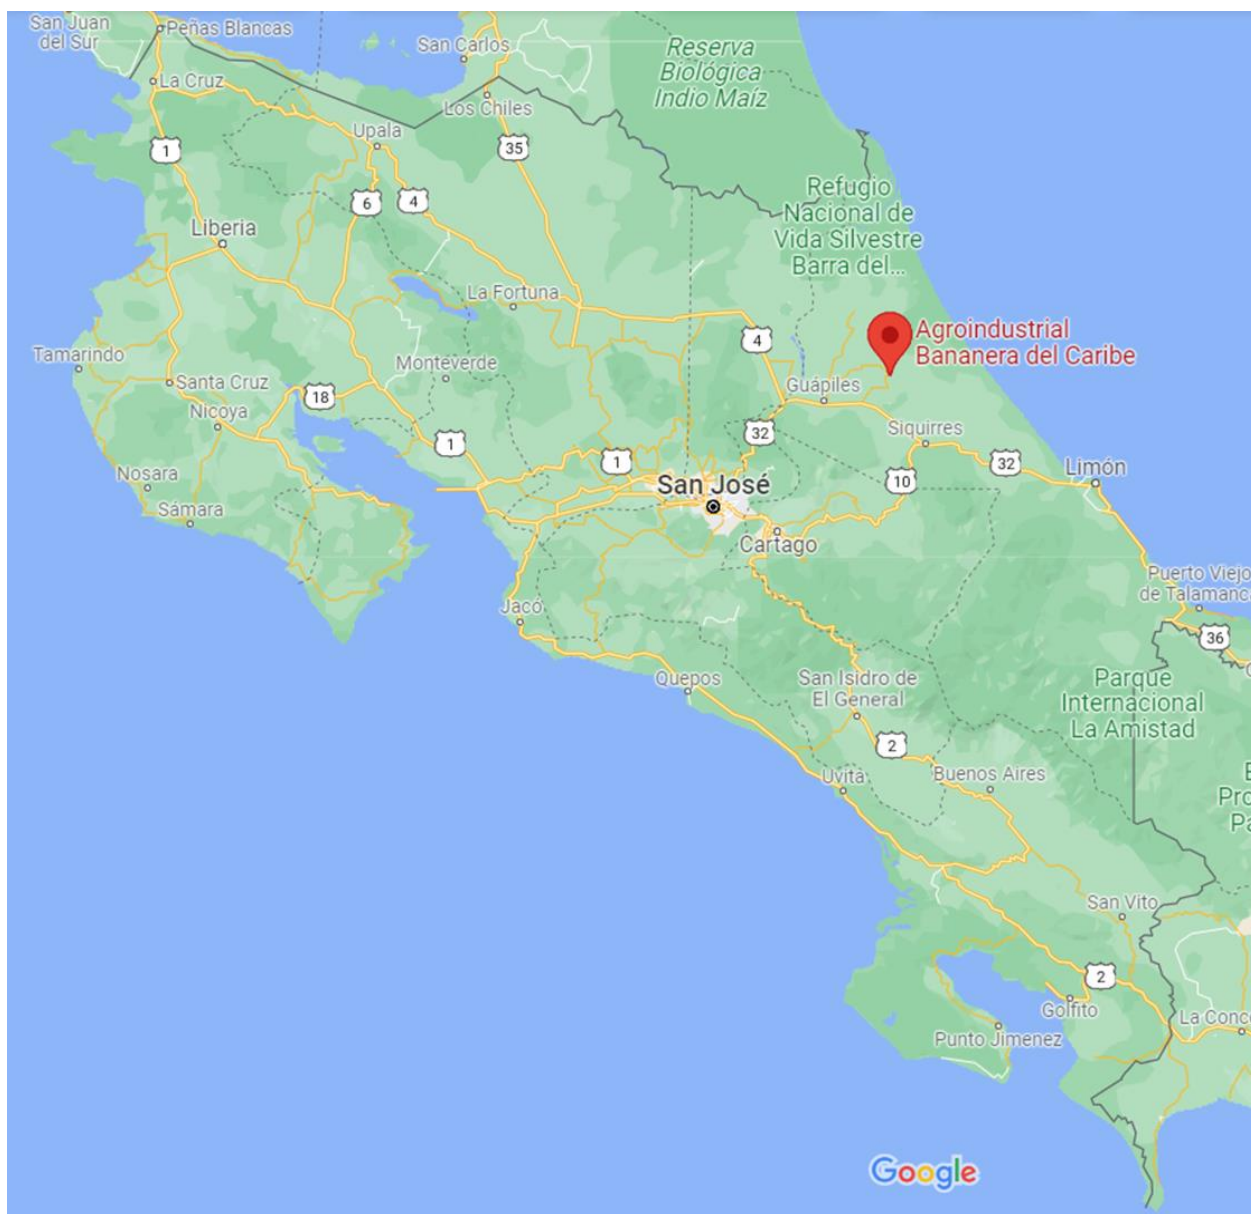 San Juan
del Sur
Peñas Blancas
San Carlos
Reserva
Biológica
Indio Maíz
La Cruz
Los Chiles
Upala
1
35
6
4
Refugio
Nacional de
Vida Silvestre
Barra del...
Liberia
La Fortuna
4
Agroindustrial
Bananera del Caribe
Tamarindo
Monteverde
Santa Cruz
18
Guápiles
Nicoya
1
32
Siquirres
1
32
Limón
Nosara
San José
10
Sámara
Cartago
Puerto Viejo
de Talamanca
Jacó
36
Quepos
San Isidro de
El General
Parque
Internacional
La Amistad
2
Uvita
Buenos Aires
Pro
Pa
San Vito
2
Golfito
La Conc
Punto Jimenez
Google